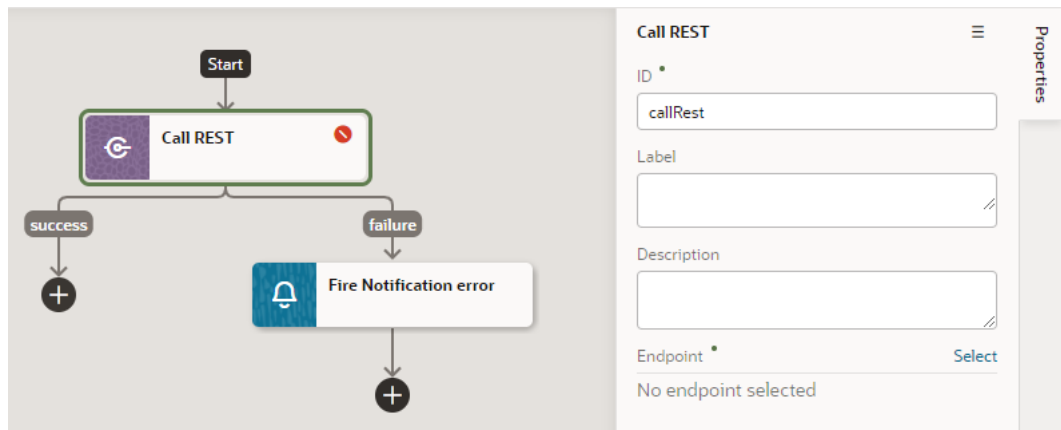 Start
Call REST
success
failure
Fire Notification error
Call REST
Properties
ID
callRest
Label
Description
Endpoint
Select
No endpoint selected